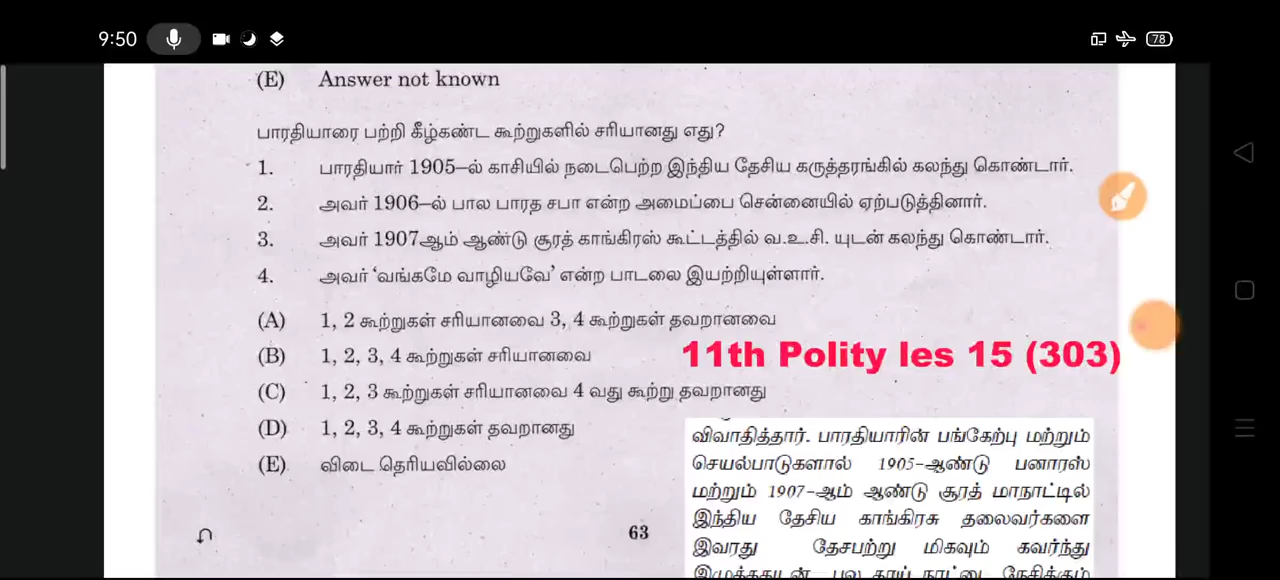 9:50
78
(E) Answer not known
பாரதியாரை பற்றி கீழ்கண்ட கூற்றுகளில் சரியானது எது?
1. பாரதியார் 1905–ல் காசியில் நடைபெற்ற இந்திய தேசிய கருத்தரங்கில் கலந்து கொண்டார்.
2. அவர் 1906–ல் பால பாரத சபா என்ற அமைப்பை சென்னையில் ஏற்படுத்தினார்.
3. அவர் 1907ஆம் ஆண்டு சூரத் காங்கிரஸ் கூட்டத்தில் வ.உ.சி. யுடன் கலந்து கொண்டார்.
4. அவர் ‘வங்கமே வாழியவே’ என்ற பாடலை இயற்றியுள்ளார்.
(A) 1, 2 கூற்றுகள் சரியானவை 3, 4 கூற்றுகள் தவறானவை
(B) 1, 2, 3, 4 கூற்றுகள் சரியானவை
11th Polity les 15 (303)
(C) 1, 2, 3 கூற்றுகள் சரியானவை 4 வது கூற்று தவறானது
(D) 1, 2, 3, 4 கூற்றுகள் தவறானது
(E) விடை தெரியவில்லை
விவாதித்தார். பாரதியாரின் பங்கேற்பு மற்றும்
செயல்பாடுகளால் 1905-ஆண்டு பனாரஸ்
மற்றும் 1907-ஆம் ஆண்டு சூரத் மாநாட்டில்
இந்திய தேசிய காங்கிரசு தலைவர்களை
இவரது தேசபற்று மிகவும் கவர்ந்து
63